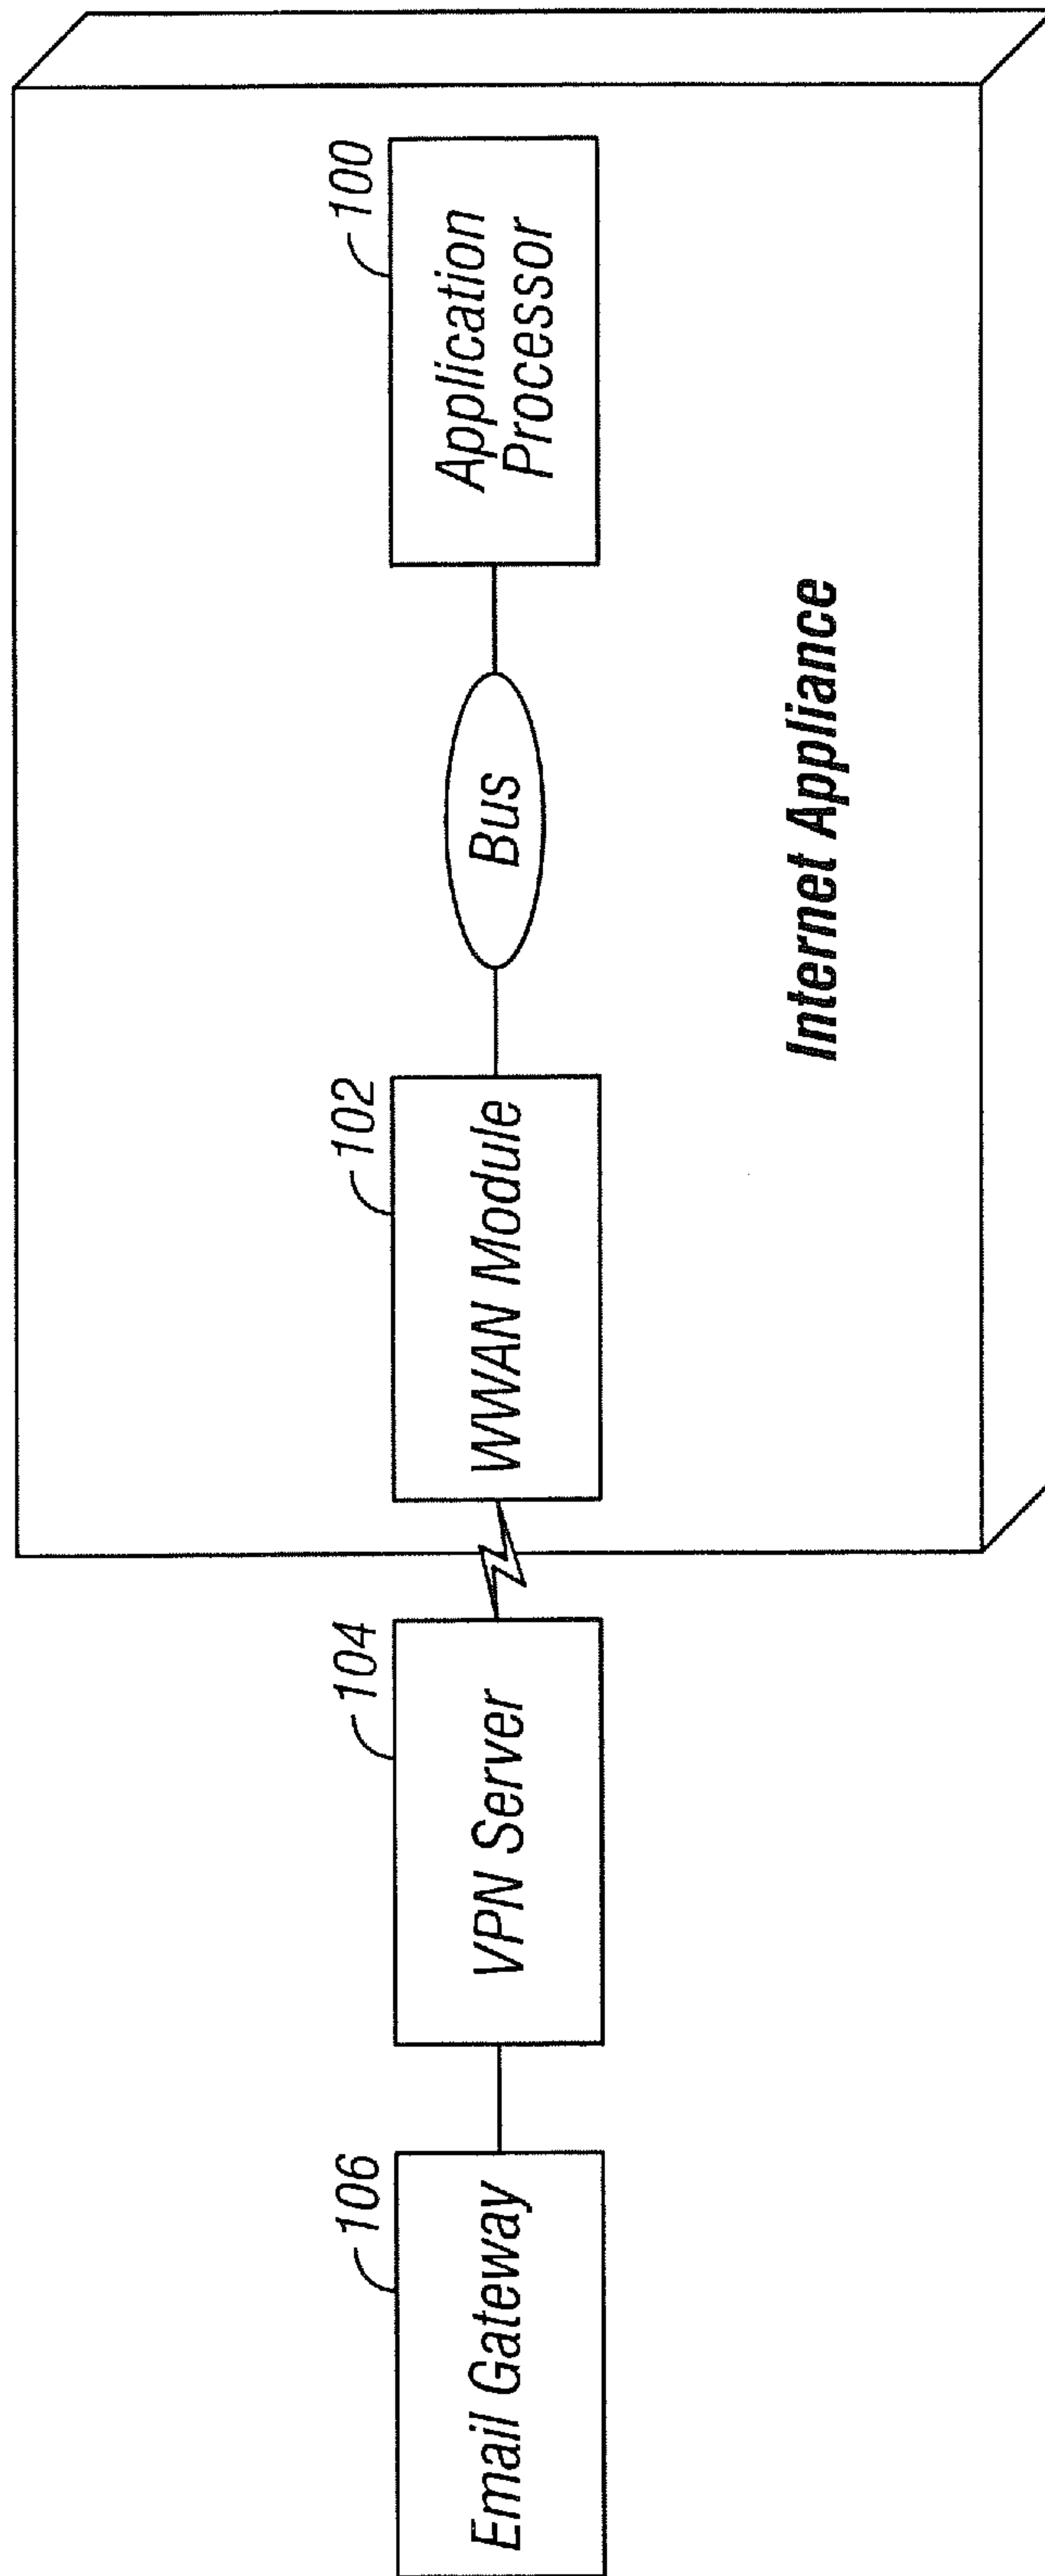 106
Email Gateway
104
VPN Server
102
WWAN Module
Bus
100
Application
Processor
Internet Appliance